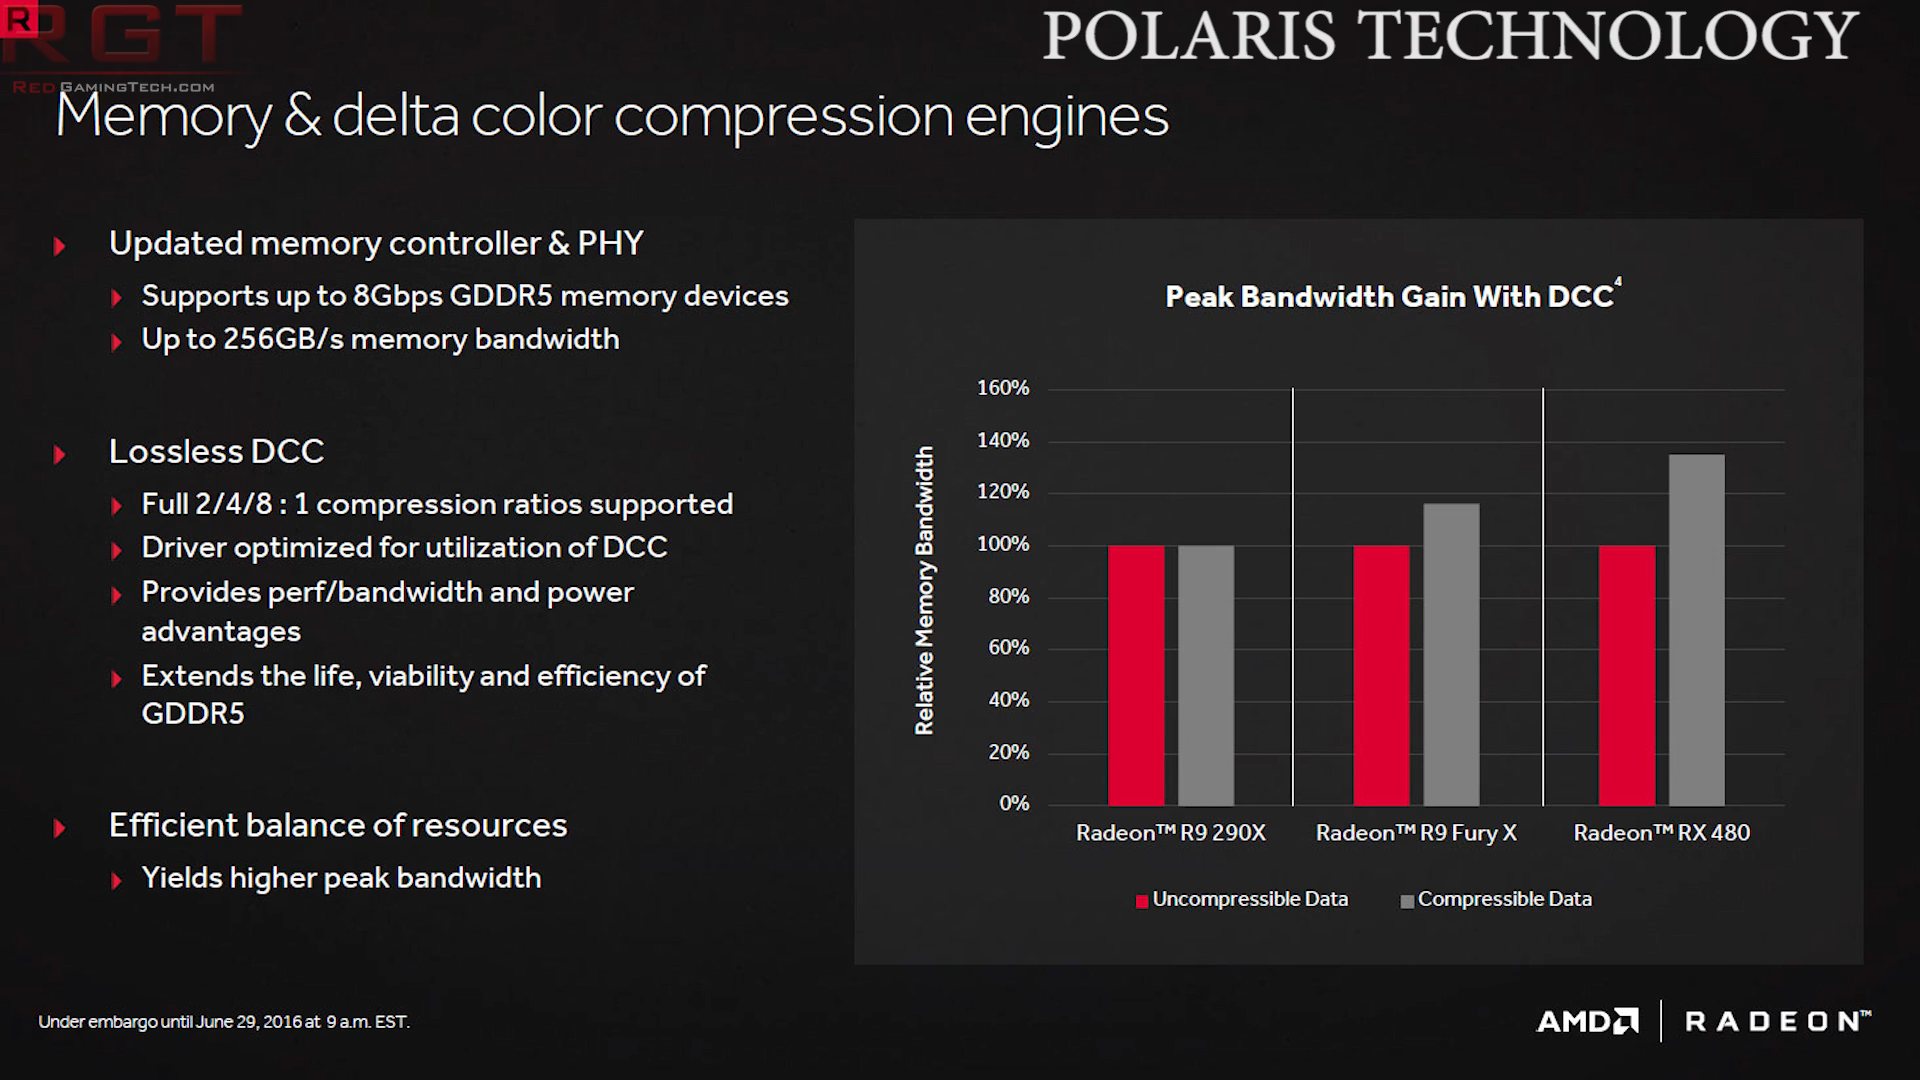 R
RGT
REDGAMINGTECH.COM
POLARIS TECHNOLOGY
Memory & delta color compression engines
Updated memory controller & PHY
Supports up to 8Gbps GDDR5 memory devices
Up to 256GB/s memory bandwidth
Lossless DCC
Full 2/4/8 : 1 compression ratios supported
Driver optimized for utilization of DCC
Provides perf/bandwidth and power
advantages
Extends the life, viability and efficiency of
GDDR5
Efficient balance of resources
Yields higher peak bandwidth
Peak Bandwidth Gain With DCC⁴
Relative Memory Bandwidth
160%
140%
120%
100%
80%
60%
40%
20%
0%
Radeon™ R9 290X Radeon™ R9 Fury X Radeon™ RX 480
Uncompressible Data Compressible Data
Under embargo until June 29, 2016 at 9 a.m. EST.
AMD RADEON™